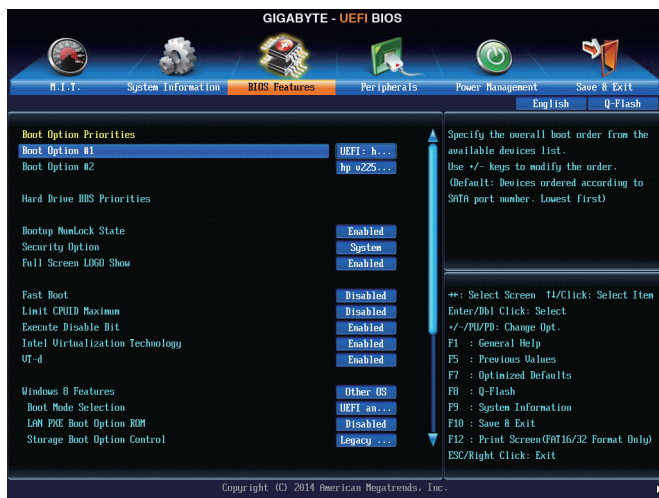 GIGABYTE - UEFI BIOS
M.I.T. System Information BIOS Features Peripherals Power Management Save & Exit
English Q-Flash
Boot Option Priorities
Boot Option #1 UEFI: h...
Boot Option #2 hp v225...
Hard Drive BBS Priorities
Bootup NumLock State Enabled
Security Option System
Full Screen LOGO Show Enabled
Fast Boot Disabled
Limit CPUID Maximum Disabled
Execute Disable Bit Enabled
Intel Virtualization Technology Enabled
VT-d Enabled
Windows 8 Features Other OS
Boot Mode Selection UEFI an...
LAN PXE Boot Option ROM Disabled
Storage Boot Option Control Legacy ...
Specify the overall boot order from the
available devices list.
Use +/- keys to modify the order.
(Default: Devices ordered according to
SATA port number. Lowest first)
→←: Select Screen ↑↓/Click: Select Item
Enter/Dbl Click: Select
+/-/PU/PD: Change Opt.
F1 : General Help
F5 : Previous Values
F7 : Optimized Defaults
F8 : Q-Flash
F9 : System Information
F10 : Save & Exit
F12 : Print Screen(FAT16/32 Format Only)
ESC/Right Click: Exit
Copyright (C) 2014 American Megatrends, Inc.